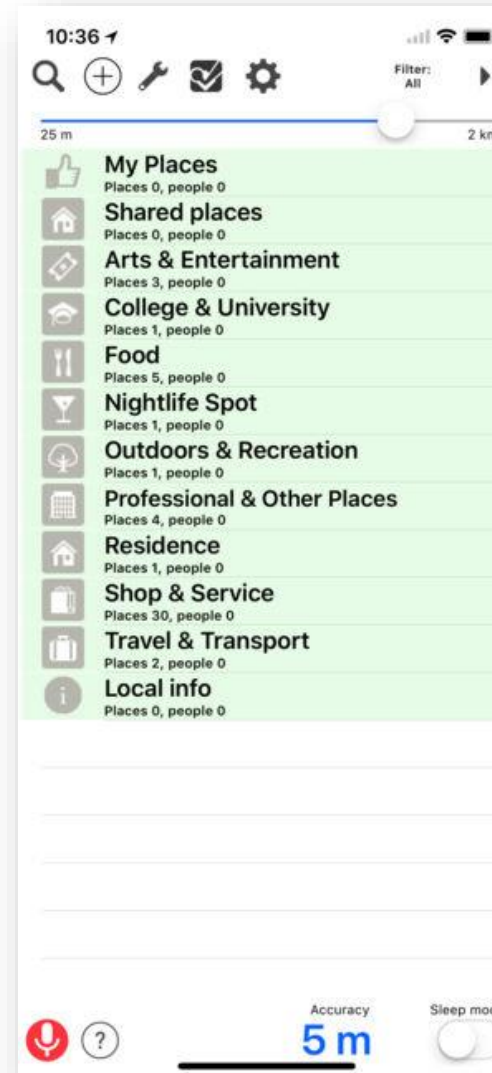 10:36
Filter:
All
25 m
2 km
My Places
Places 0, people 0
Shared places
Places 0, people 0
Arts & Entertainment
Places 3, people 0
College & University
Places 1, people 0
Food
Places 5, people 0
Nightlife Spot
Places 1, people 0
Outdoors & Recreation
Places 1, people 0
Professional & Other Places
Places 4, people 0
Residence
Places 1, people 0
Shop & Service
Places 30, people 0
Travel & Transport
Places 2, people 0
Local info
Places 0, people 0
Accuracy
Sleep mod
5 m
?